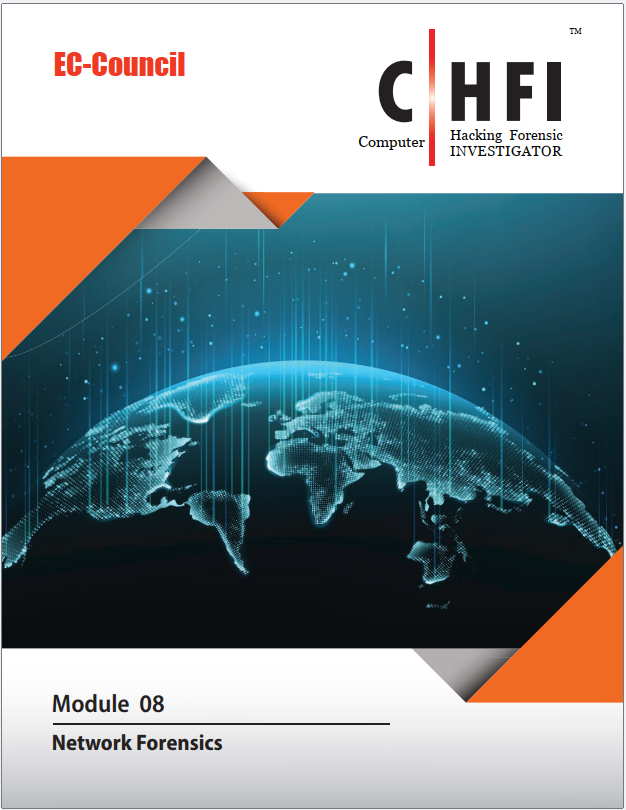 EC-Council
TM
C HFI
Computer
Hacking Forensic
INVESTIGATOR
Module 08
Network Forensics